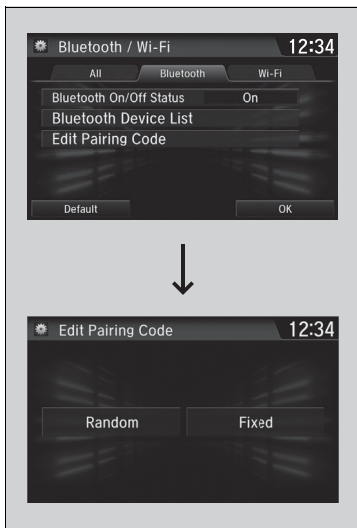 Bluetooth / Wi-Fi 12:34
All Bluetooth Wi-Fi
Bluetooth On/Off Status On
Bluetooth Device List
Edit Pairing Code
Default OK
Edit Pairing Code 12:34
Random Fixed